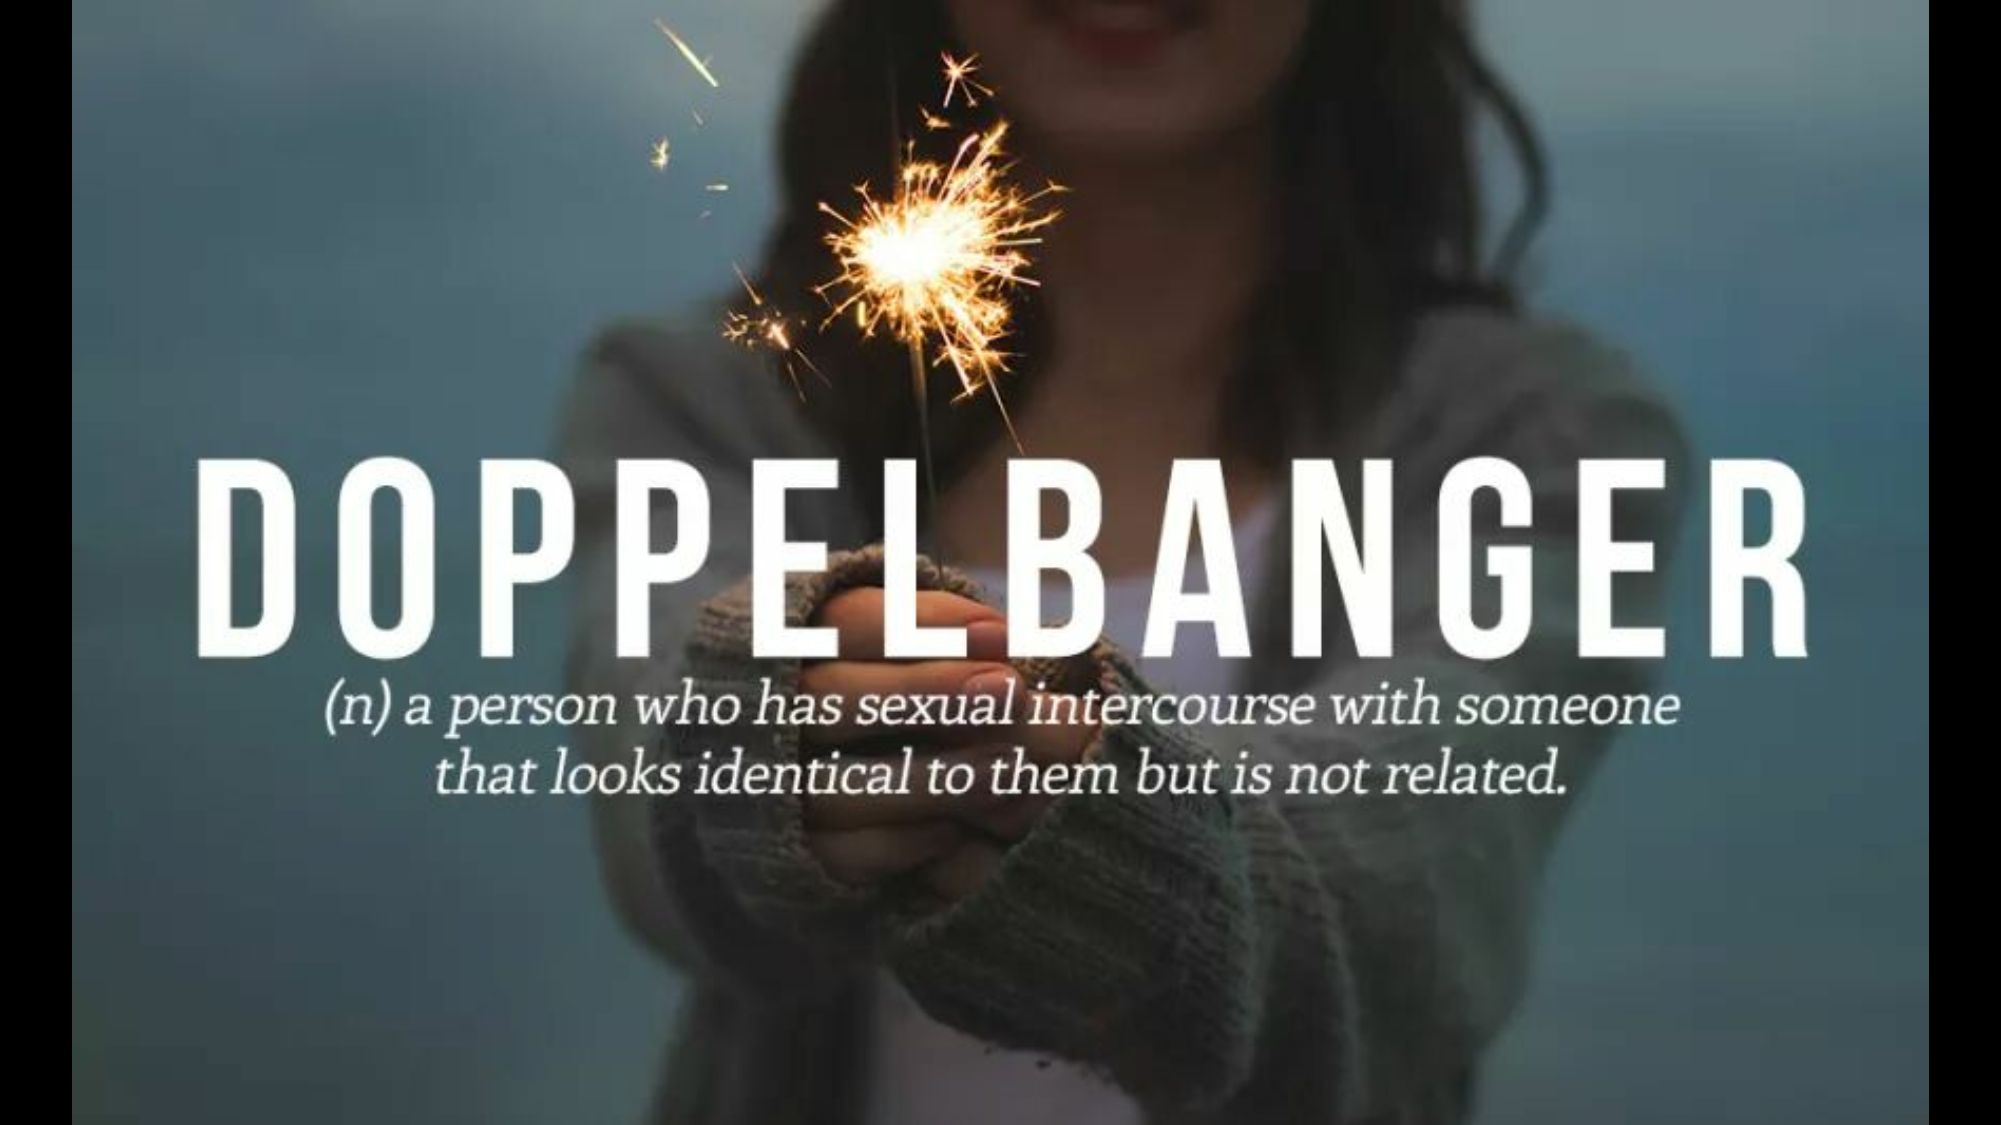 DOPPELBANGER
(n) a person who has sexual intercourse with someone
that looks identical to them but is not related.